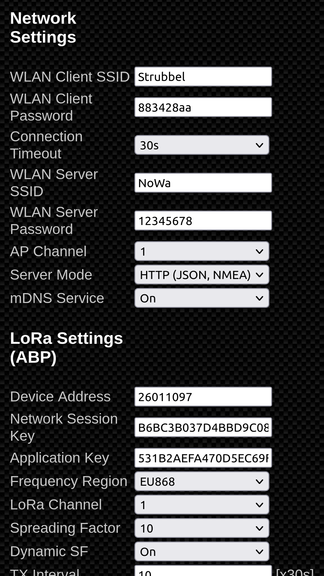 Network
Settings
WLAN Client SSID Strubbel
WLAN Client
Password 883428aa
Connection
Timeout 30s
WLAN Server
SSID NoWa
WLAN Server
Password 12345678
AP Channel 1
Server Mode HTTP (JSON, NMEA)
mDNS Service On
LoRa Settings
(ABP)
Device Address 26011097
Network Session
Key B6BC3B037D4BBD9C08
Application Key 531B2AEFA470D5EC69F
Frequency Region EU868
LoRa Channel 1
Spreading Factor 10
Dynamic SF On
TX Interval 10 [x30s]